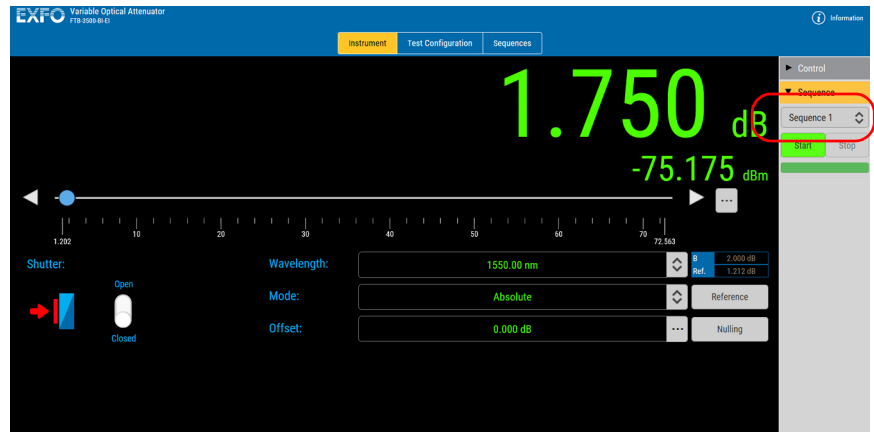 EXFO Variable Optical Attenuator
FTB-3500-BI-EI
Information
Instrument Test Configuration Sequences
Control
Sequence
Sequence 1
Start Stop
1.750 dB
-75.175 dBm
...
1.202 10 20 30 40 50 60 70 72.563
Shutter:
Open
Closed
Wavelength: 1550.00 nm
B 2.000 dB
Ref. 1.212 dB
Mode: Absolute Reference
Offset: 0.000 dB ... Nulling